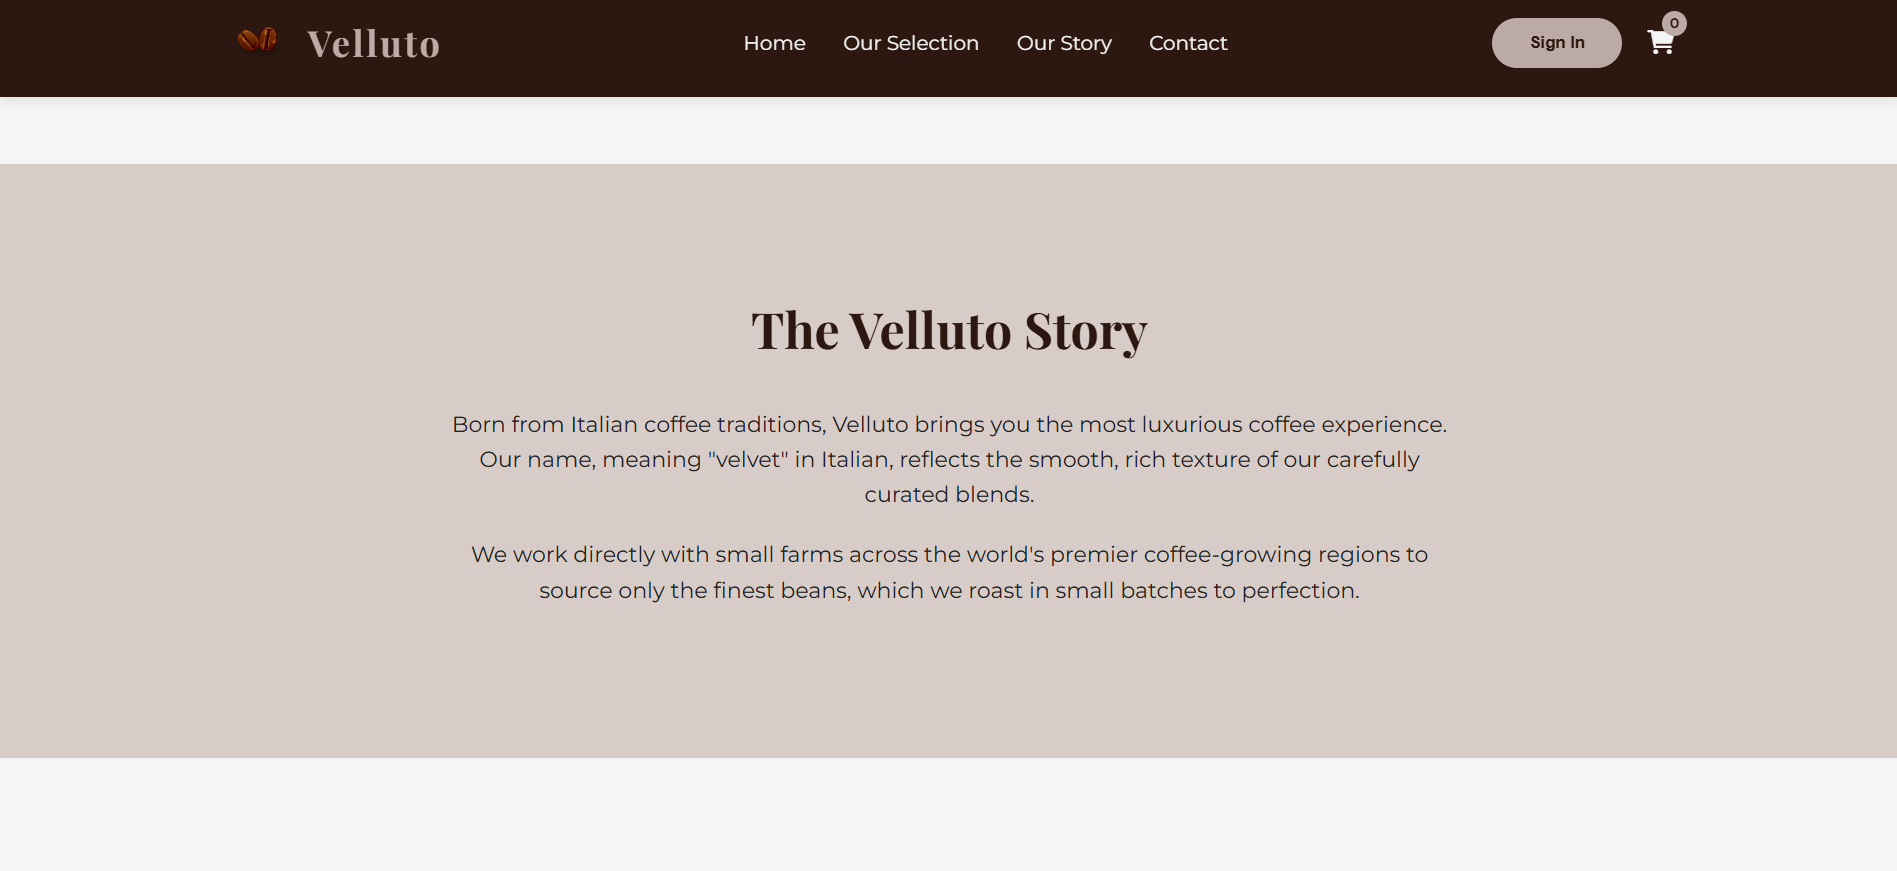 Velluto
Home
Our Selection
Our Story
Contact
Sign In
0
The Velluto Story
Born from Italian coffee traditions, Velluto brings you the most luxurious coffee experience.
Our name, meaning "velvet" in Italian, reflects the smooth, rich texture of our carefully
curated blends.
We work directly with small farms across the world's premier coffee-growing regions to
source only the finest beans, which we roast in small batches to perfection.